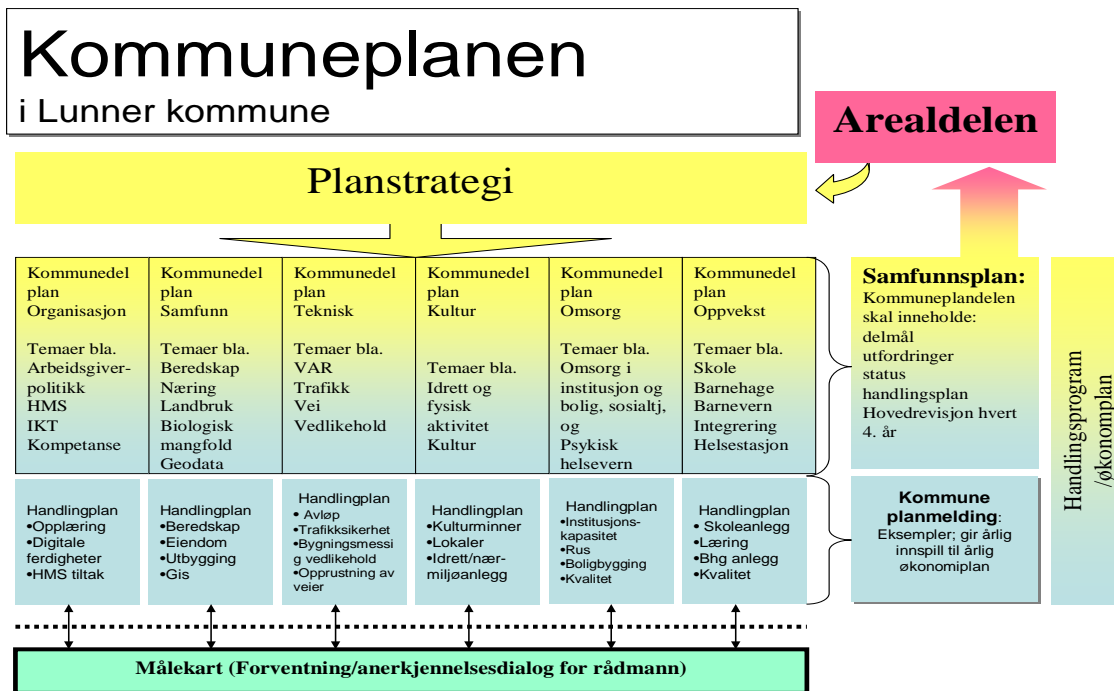 Kommuneplanen
i Lunner kommune
Arealdelen
Planstrategi
Kommunedel
plan
Organisasjon
Temaer bla.
Arbeidsgiver-
politikk
HMS
IKT
Kompetanse
Kommunedel
plan
Samfunn
Temaer bla.
Beredskap
Næring
Landbruk
Biologisk
mangfold
Geodata
Kommunedel
plan
Teknisk
Temaer bla.
VAR
Trafikk
Vei
Vedlikehold
Kommunedel
plan
Kultur
Temaer bla.
Idrett og
fysisk
aktivitet
Kultur
Kommunedel
plan
Omsorg
Temaer bla.
Omsorg i
institusjon og
bolig, sosialtj,
og
Psykisk
helsevern
Kommunedel
plan
Oppvekst
Temaer bla.
Skole
Barnehage
Barnevern
Integrering
Helsestasjon
Samfunnsplan:
Kommuneplandelen
skal inneholde:
delmål
utfordringer
status
handlingsplan
Hovedrevisjon hvert
4. år
Handlingsprogram
/økonomplan
Handlingplan
•Opplæring
•Digitale
ferdigheter
•HMS tiltak
Handlingplan
•Beredskap
•Eiendom
•Utbygging
•Gis
Handlingplan
• Avløp
•Trafikksikerhet
•Bygningsmessi
g vedlikehold
•Opprustning av
veier
Handlingplan
•Kulturminner
•Lokaler
•Idrett/nær-
miljøanlegg
Handlingplan
•Institusjons-
kapasitet
•Rus
•Boligbygging
•Kvalitet
Handlingplan
• Skoleanlegg
•Læring
•Bhg anlegg
•Kvalitet
Kommune
planmelding:
Eksempler; gir årlig
innspill til årlig
økonomiplan
Målekart (Forventning/anerkjennelsesdialog for rådmann)